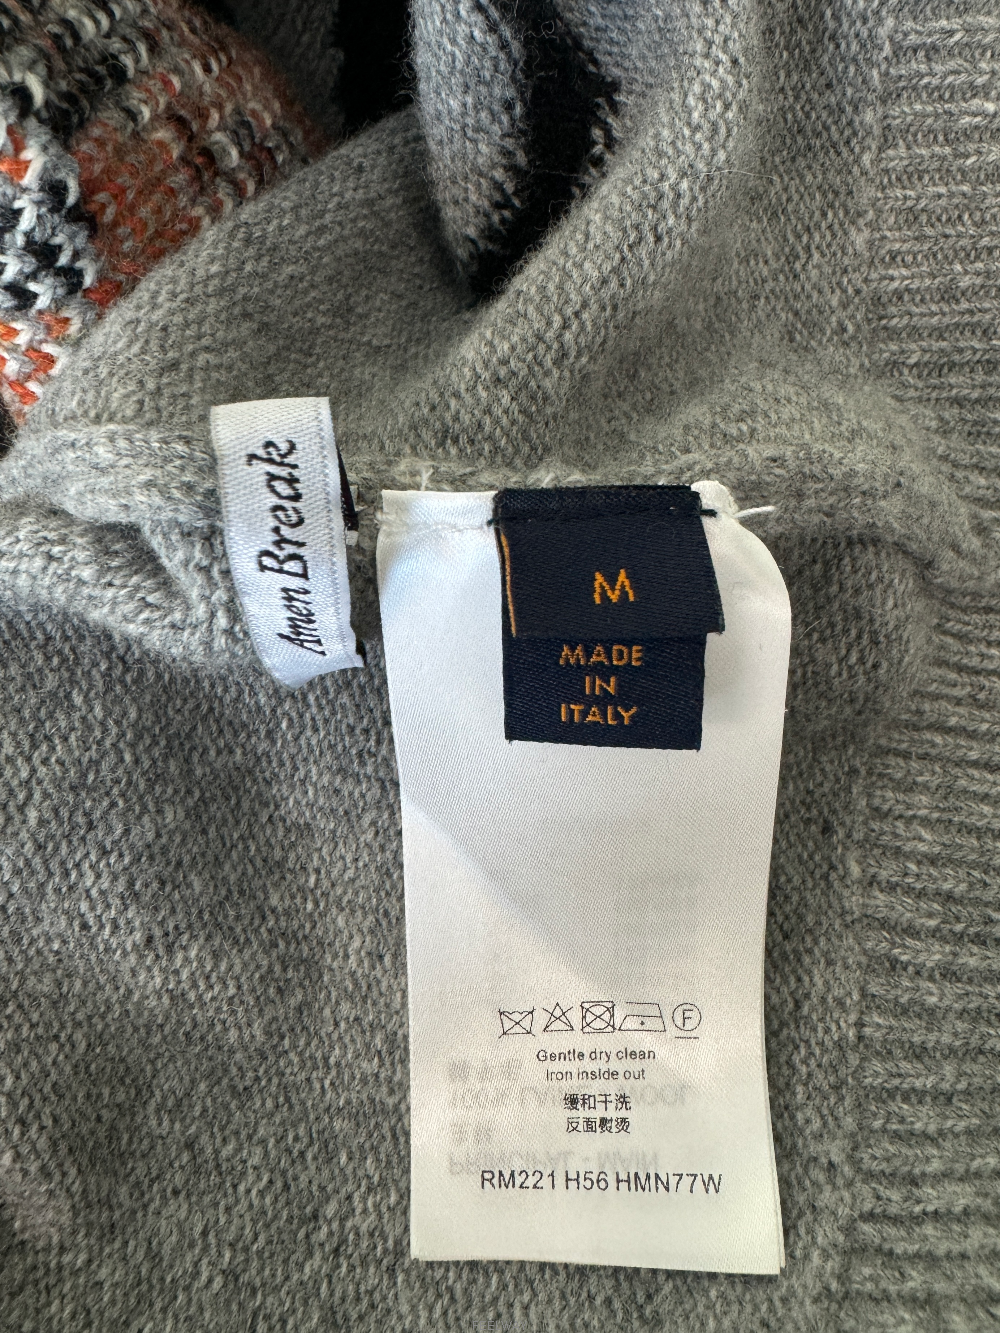 Amen Break
M
MADE
IN
ITALY
F
Gentle dry clean
Iron inside out
缓和干洗
反面熨烫
RM221 H56 HMN77W